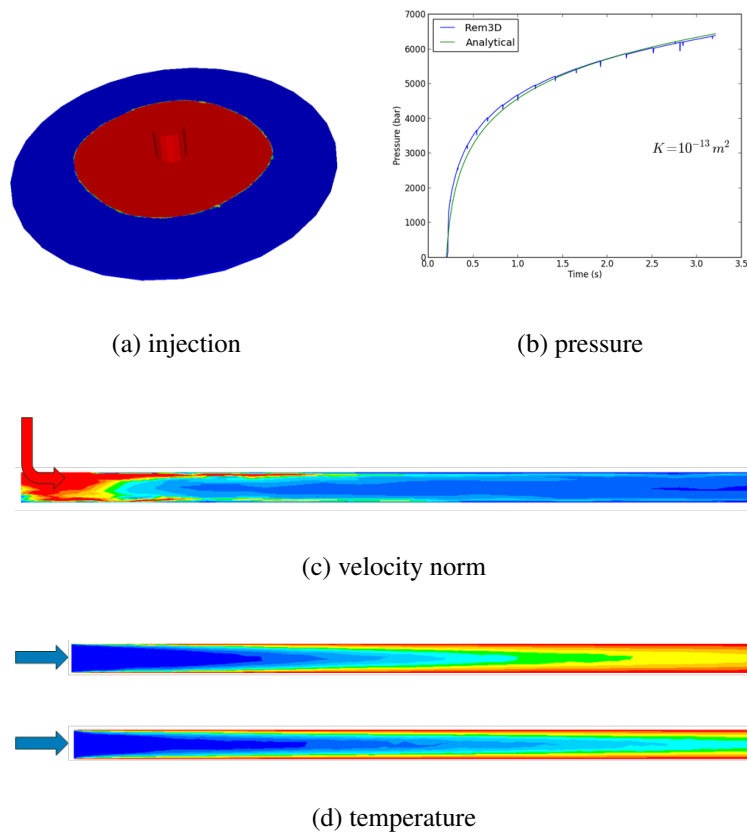 7000
6000
5000
4000
3000
2000
1000
0
Pressure (bar)
Rem3D
Analytical
K=10⁻¹³ m²
0.0 0.5 1.0 1.5 2.0 2.5 3.0 3.5
Time (s)
(a) injection
(b) pressure
(c) velocity norm
(d) temperature